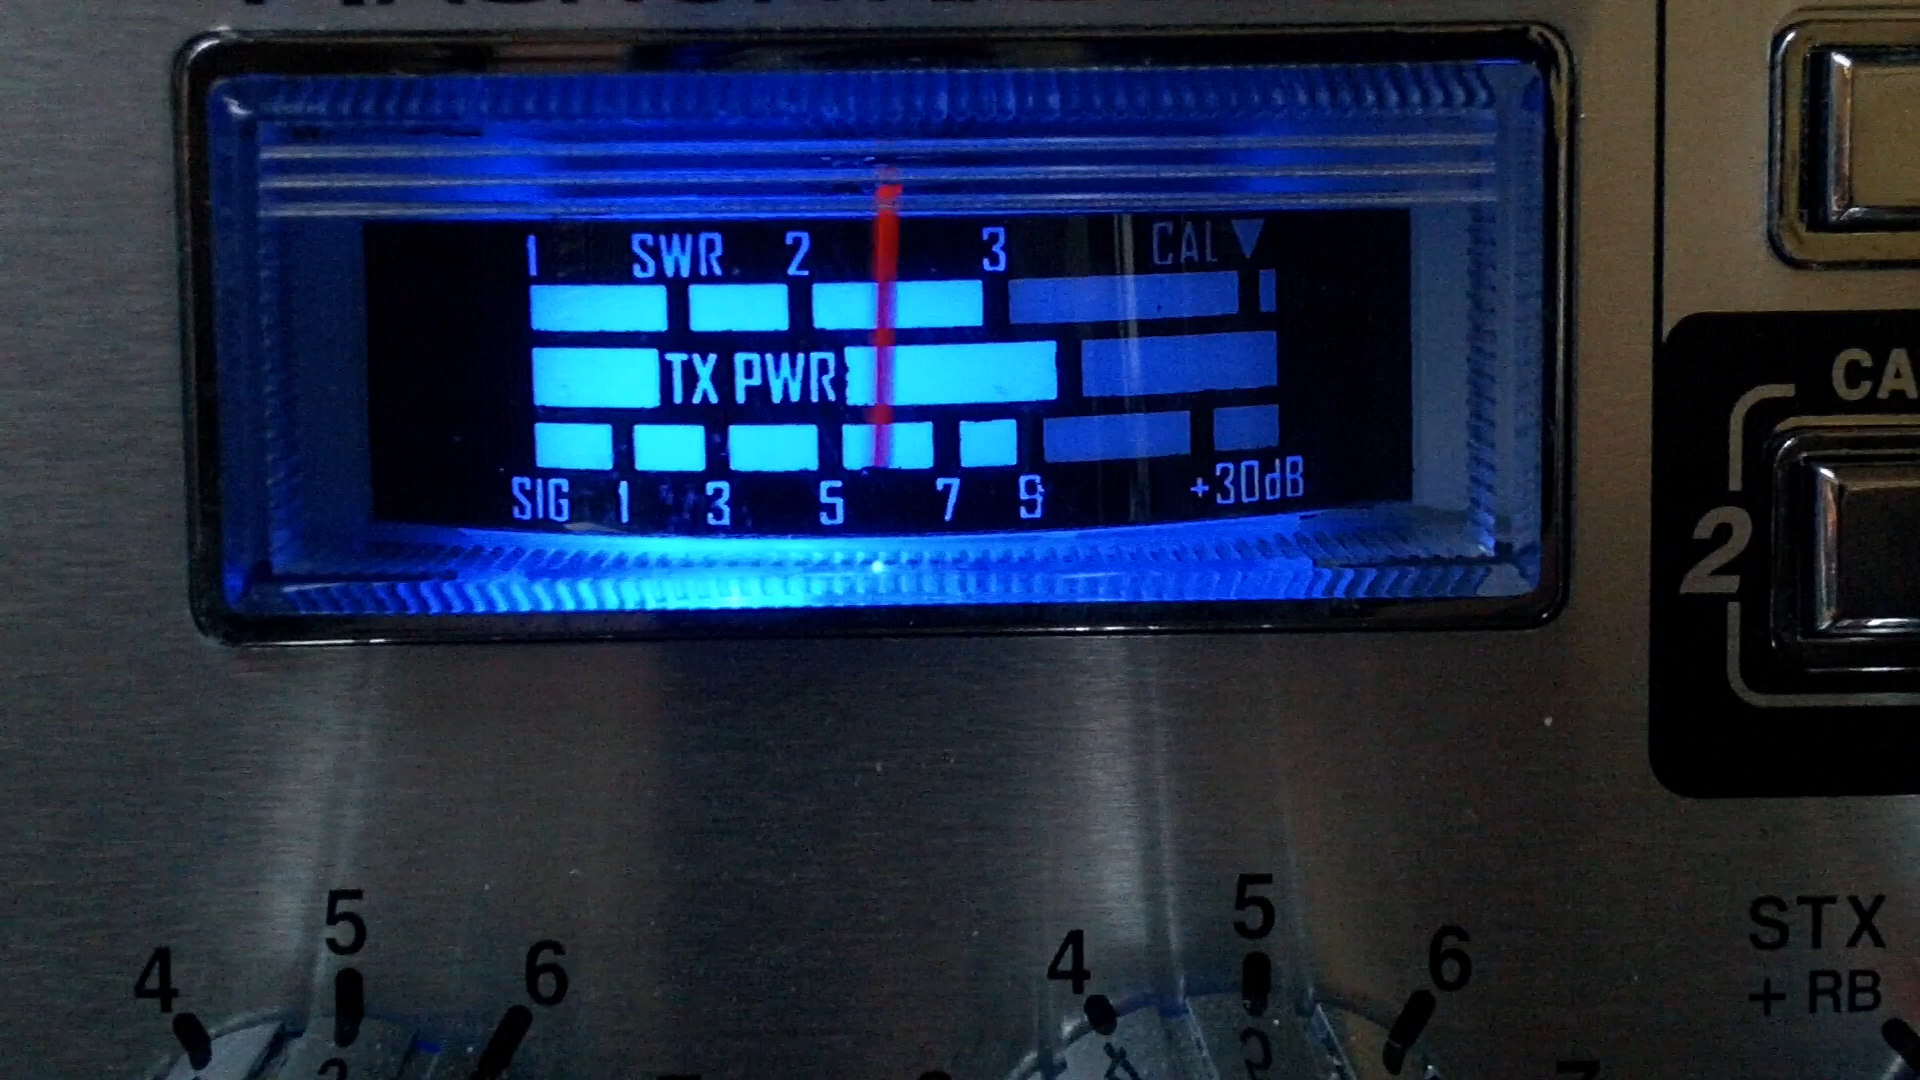 1 SWR 2 3 CAL
TX PWR
SIG 1 3 5 7 9 +30dB
CA
2
4 5 6
4 5 6
STX
+ RB